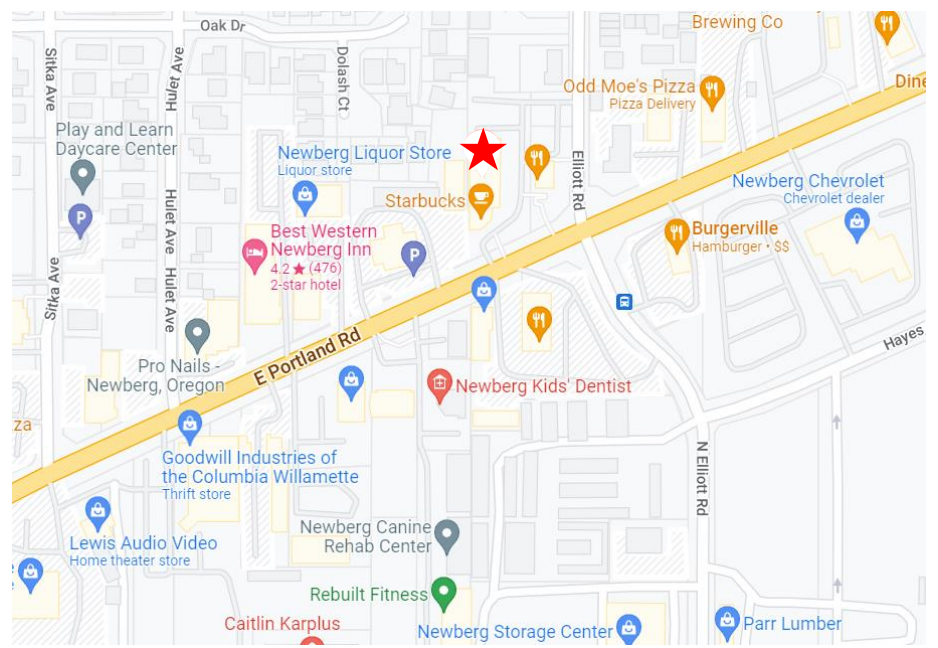 Oak Dr
Brewing Co
Sitka Ave
Hulet Ave
Dolash Ct
Odd Moe's Pizza
Pizza Delivery
Dine
Play and Learn
Daycare Center
Newberg Liquor Store
Liquor store
Elliott Rd
Newberg Chevrolet
Chevrolet dealer
P
Hulet Ave
Starbucks
Best Western
Newberg Inn
4.2 ★ (476)
2-star hotel
P
Burgerville
Hamburger • $$
Sitka Ave
Hulet Ave
E Portland Rd
Hayes
Pro Nails -
Newberg, Oregon
Newberg Kids' Dentist
za
Goodwill Industries of
the Columbia Willamette
Thrift store
N Elliott Rd
Lewis Audio Video
Home theater store
Newberg Canine
Rehab Center
e
Rebuilt Fitness
Caitlin Karplus
Newberg Storage Center
Parr Lumber